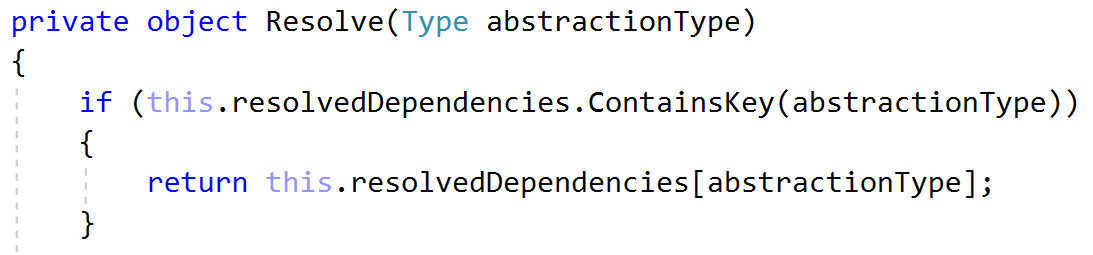 private object Resolve(Type abstractionType)
{
    if (this.resolvedDependencies.ContainsKey(abstractionType))
    {
        return this.resolvedDependencies[abstractionType];
    }